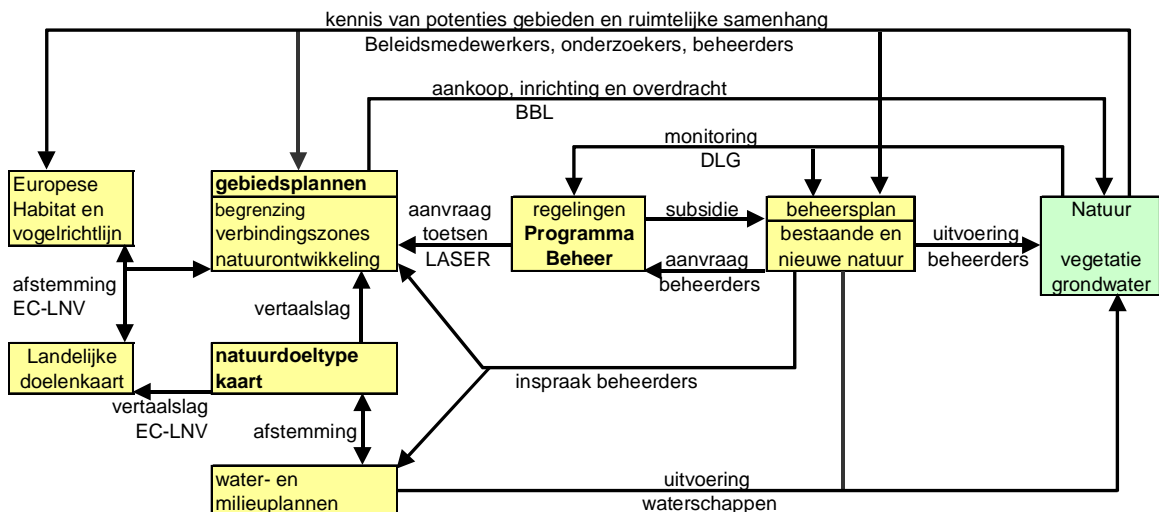 kennis van potenties gebieden en ruimtelijke samenhang
Beleidsmedewerkers, onderzoekers, beheerders
aankoop, inrichting en overdracht
BBL
monitoring
DLG
Europese
Habitat en
vogelrichtlijn
gebiedsplannen
begrenzing
verbindingszones
natuurontwikkeling
aanvraag
toetsen
LASER
regelingen
Programma
Beheer
subsidie
aanvraag
beheerders
beheersplan
bestaande en
nieuwe natuur
uitvoering
beheerders
Natuur
vegetatie
grondwater
afstemming
EC-LNV
vertaalslag
Landelijke
doelenkaart
natuurdoeltype
kaart
inspraak beheerders
vertaalslag
EC-LNV
afstemming
water- en
milieuplannen
uitvoering
waterschappen